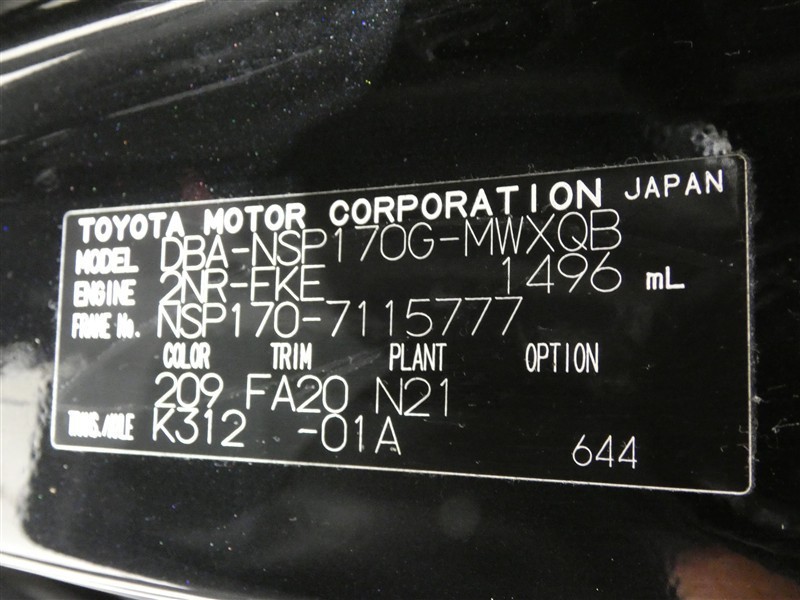 TOYOTA MOTOR CORPORATION JAPAN
MODEL DBA-NSP170G-MWXQB
ENGINE 2NR-FKE 1496 mL
FRAME No. NSP170-7115777
COLOR TRIM PLANT OPTION
209 FA20 N21
TRANS./AXLE K312 -01A
644